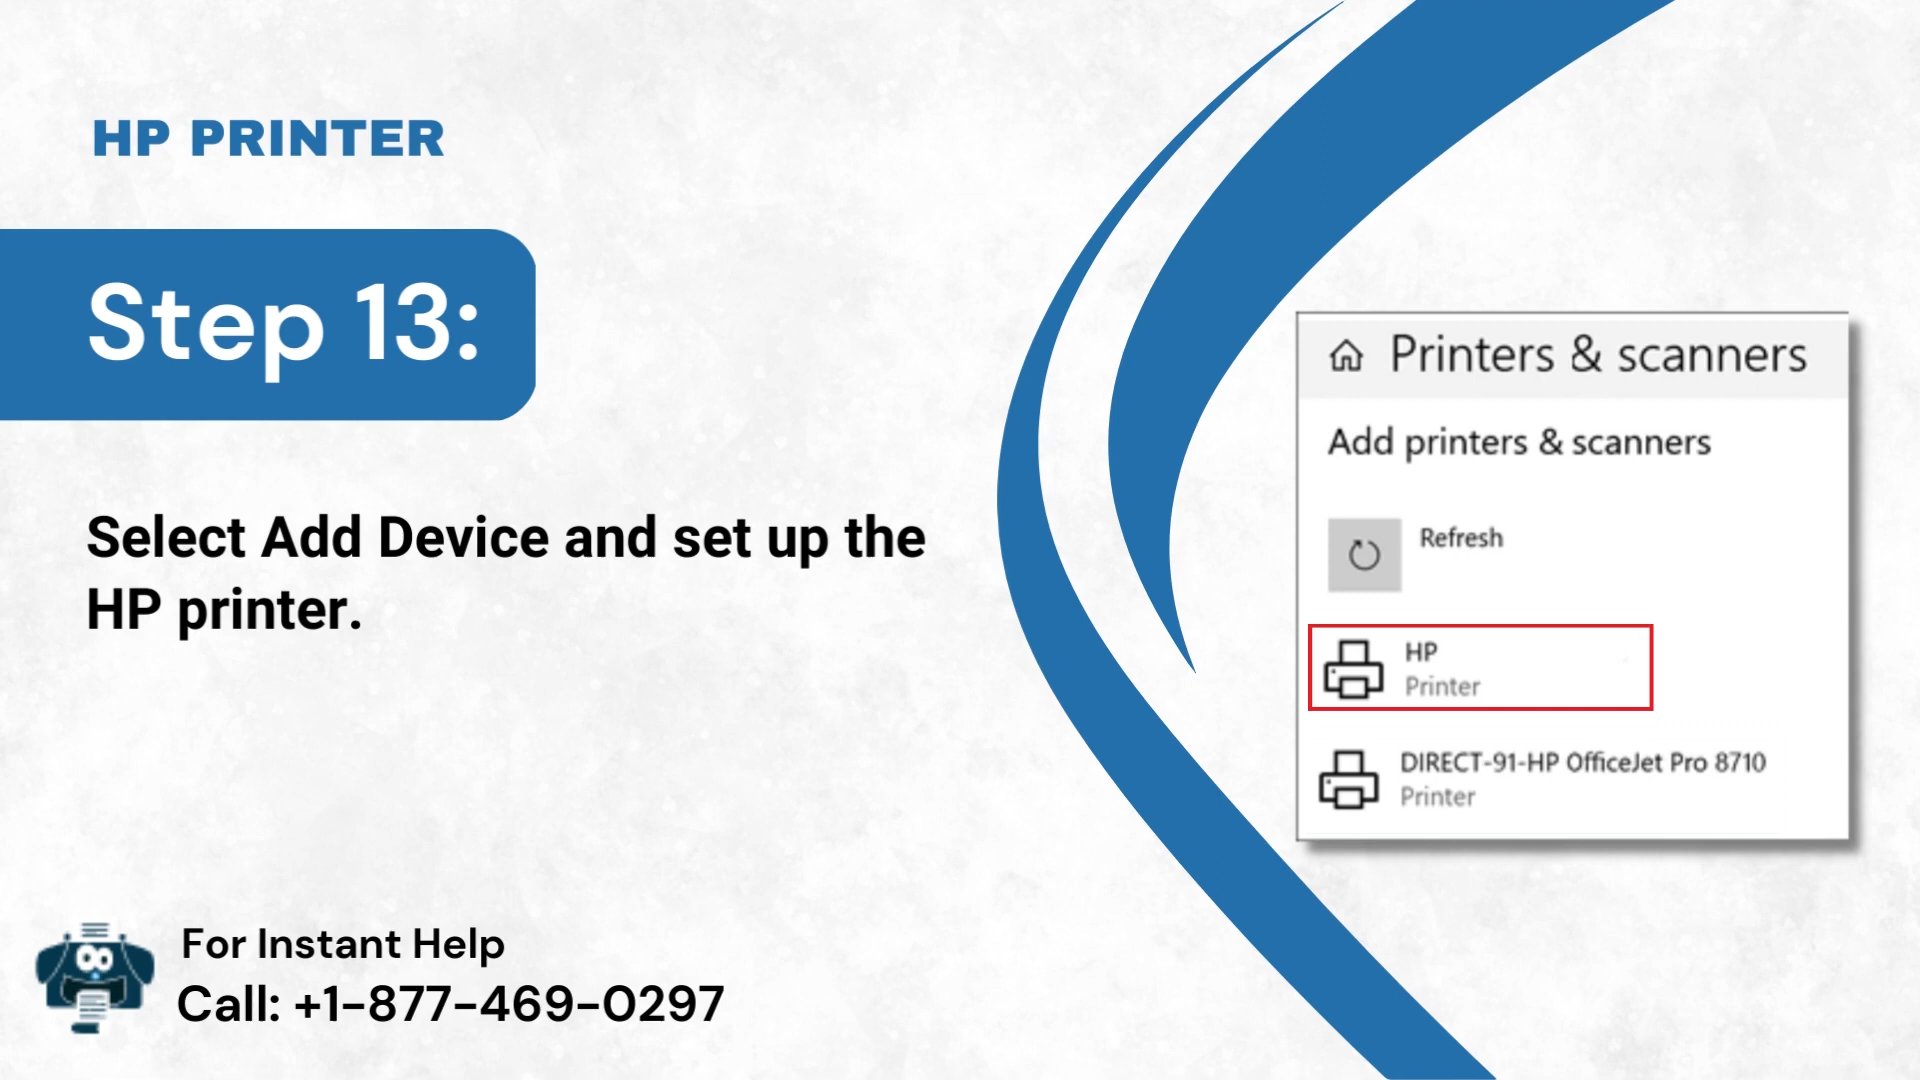 HP PRINTER
Step 13:
Select Add Device and set up the
HP printer.
Printers & scanners
Add printers & scanners
Refresh
HP
Printer
DIRECT-91-HP OfficeJet Pro 8710
Printer
For Instant Help
Call: +1-877-469-0297